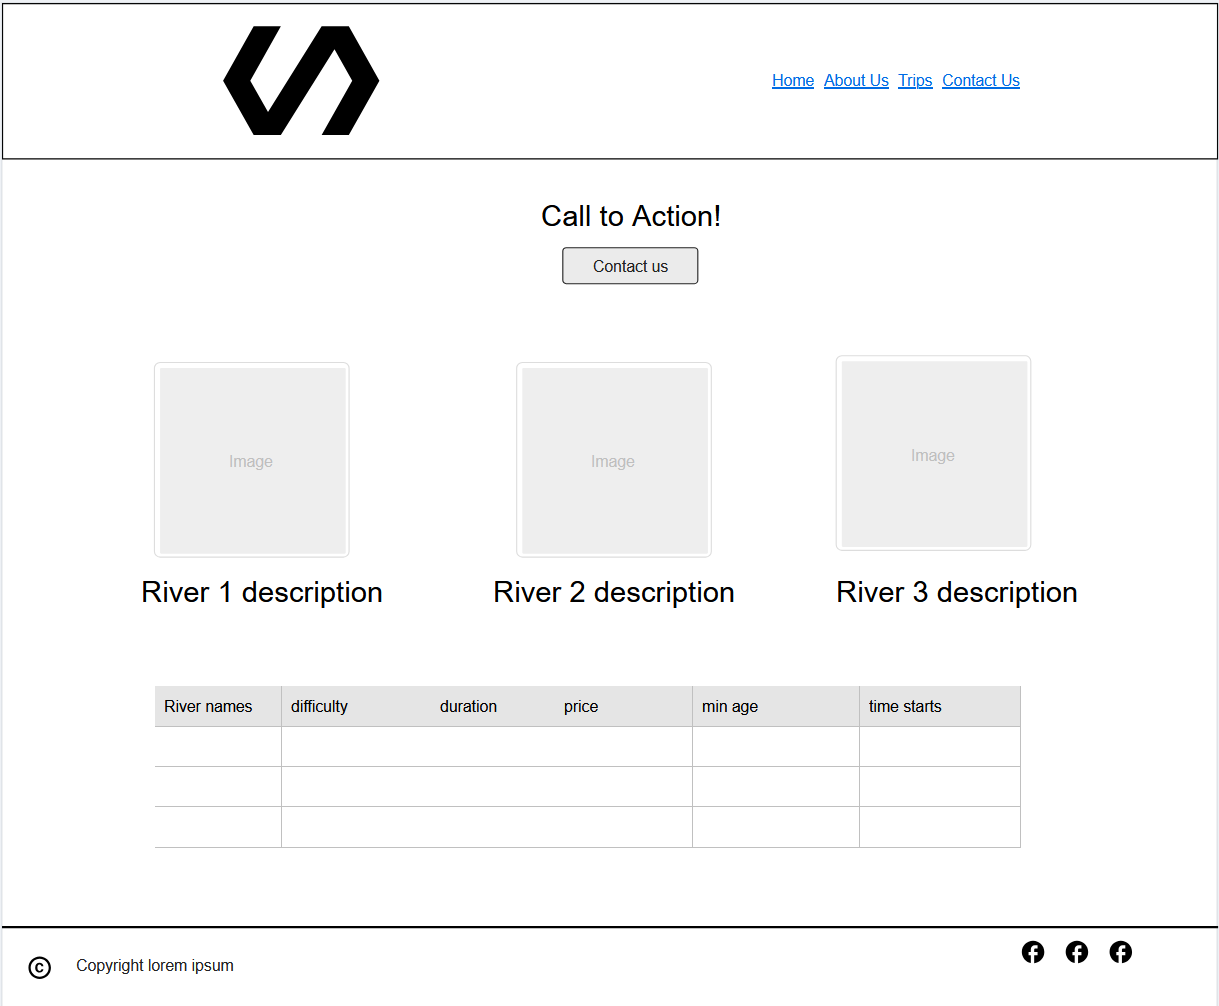 Home About Us Trips Contact Us
Call to Action!
Contact us
Image Image Image
River 1 description River 2 description River 3 description
River names difficulty duration price min age time starts
© Copyright lorem ipsum